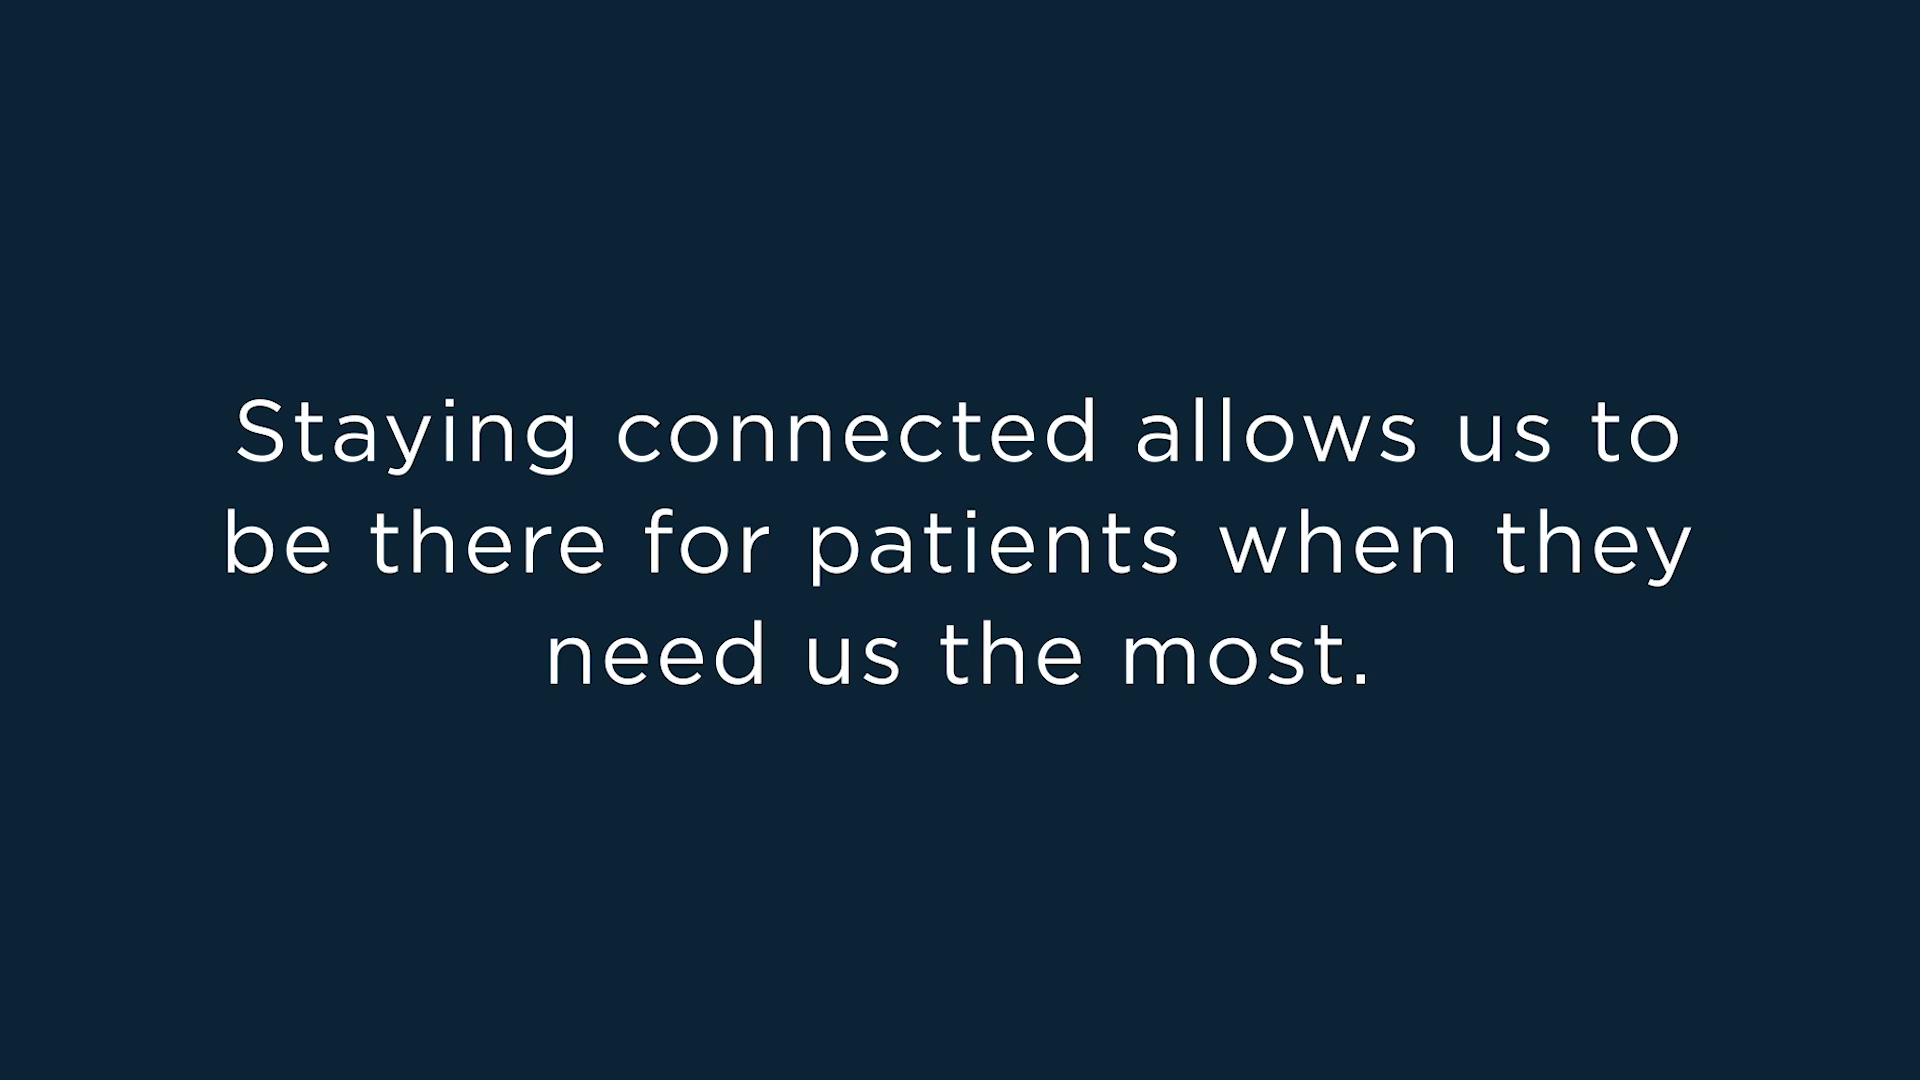 Staying connected allows us to
be there for patients when they
need us the most.